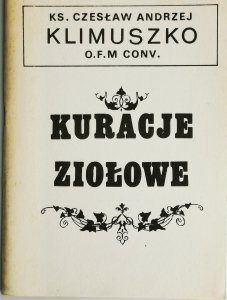 KS. CZESŁAW ANDRZEJ
KLIMUSZKO
O.F.M CONV.
KURACJE
ZIOŁOWE